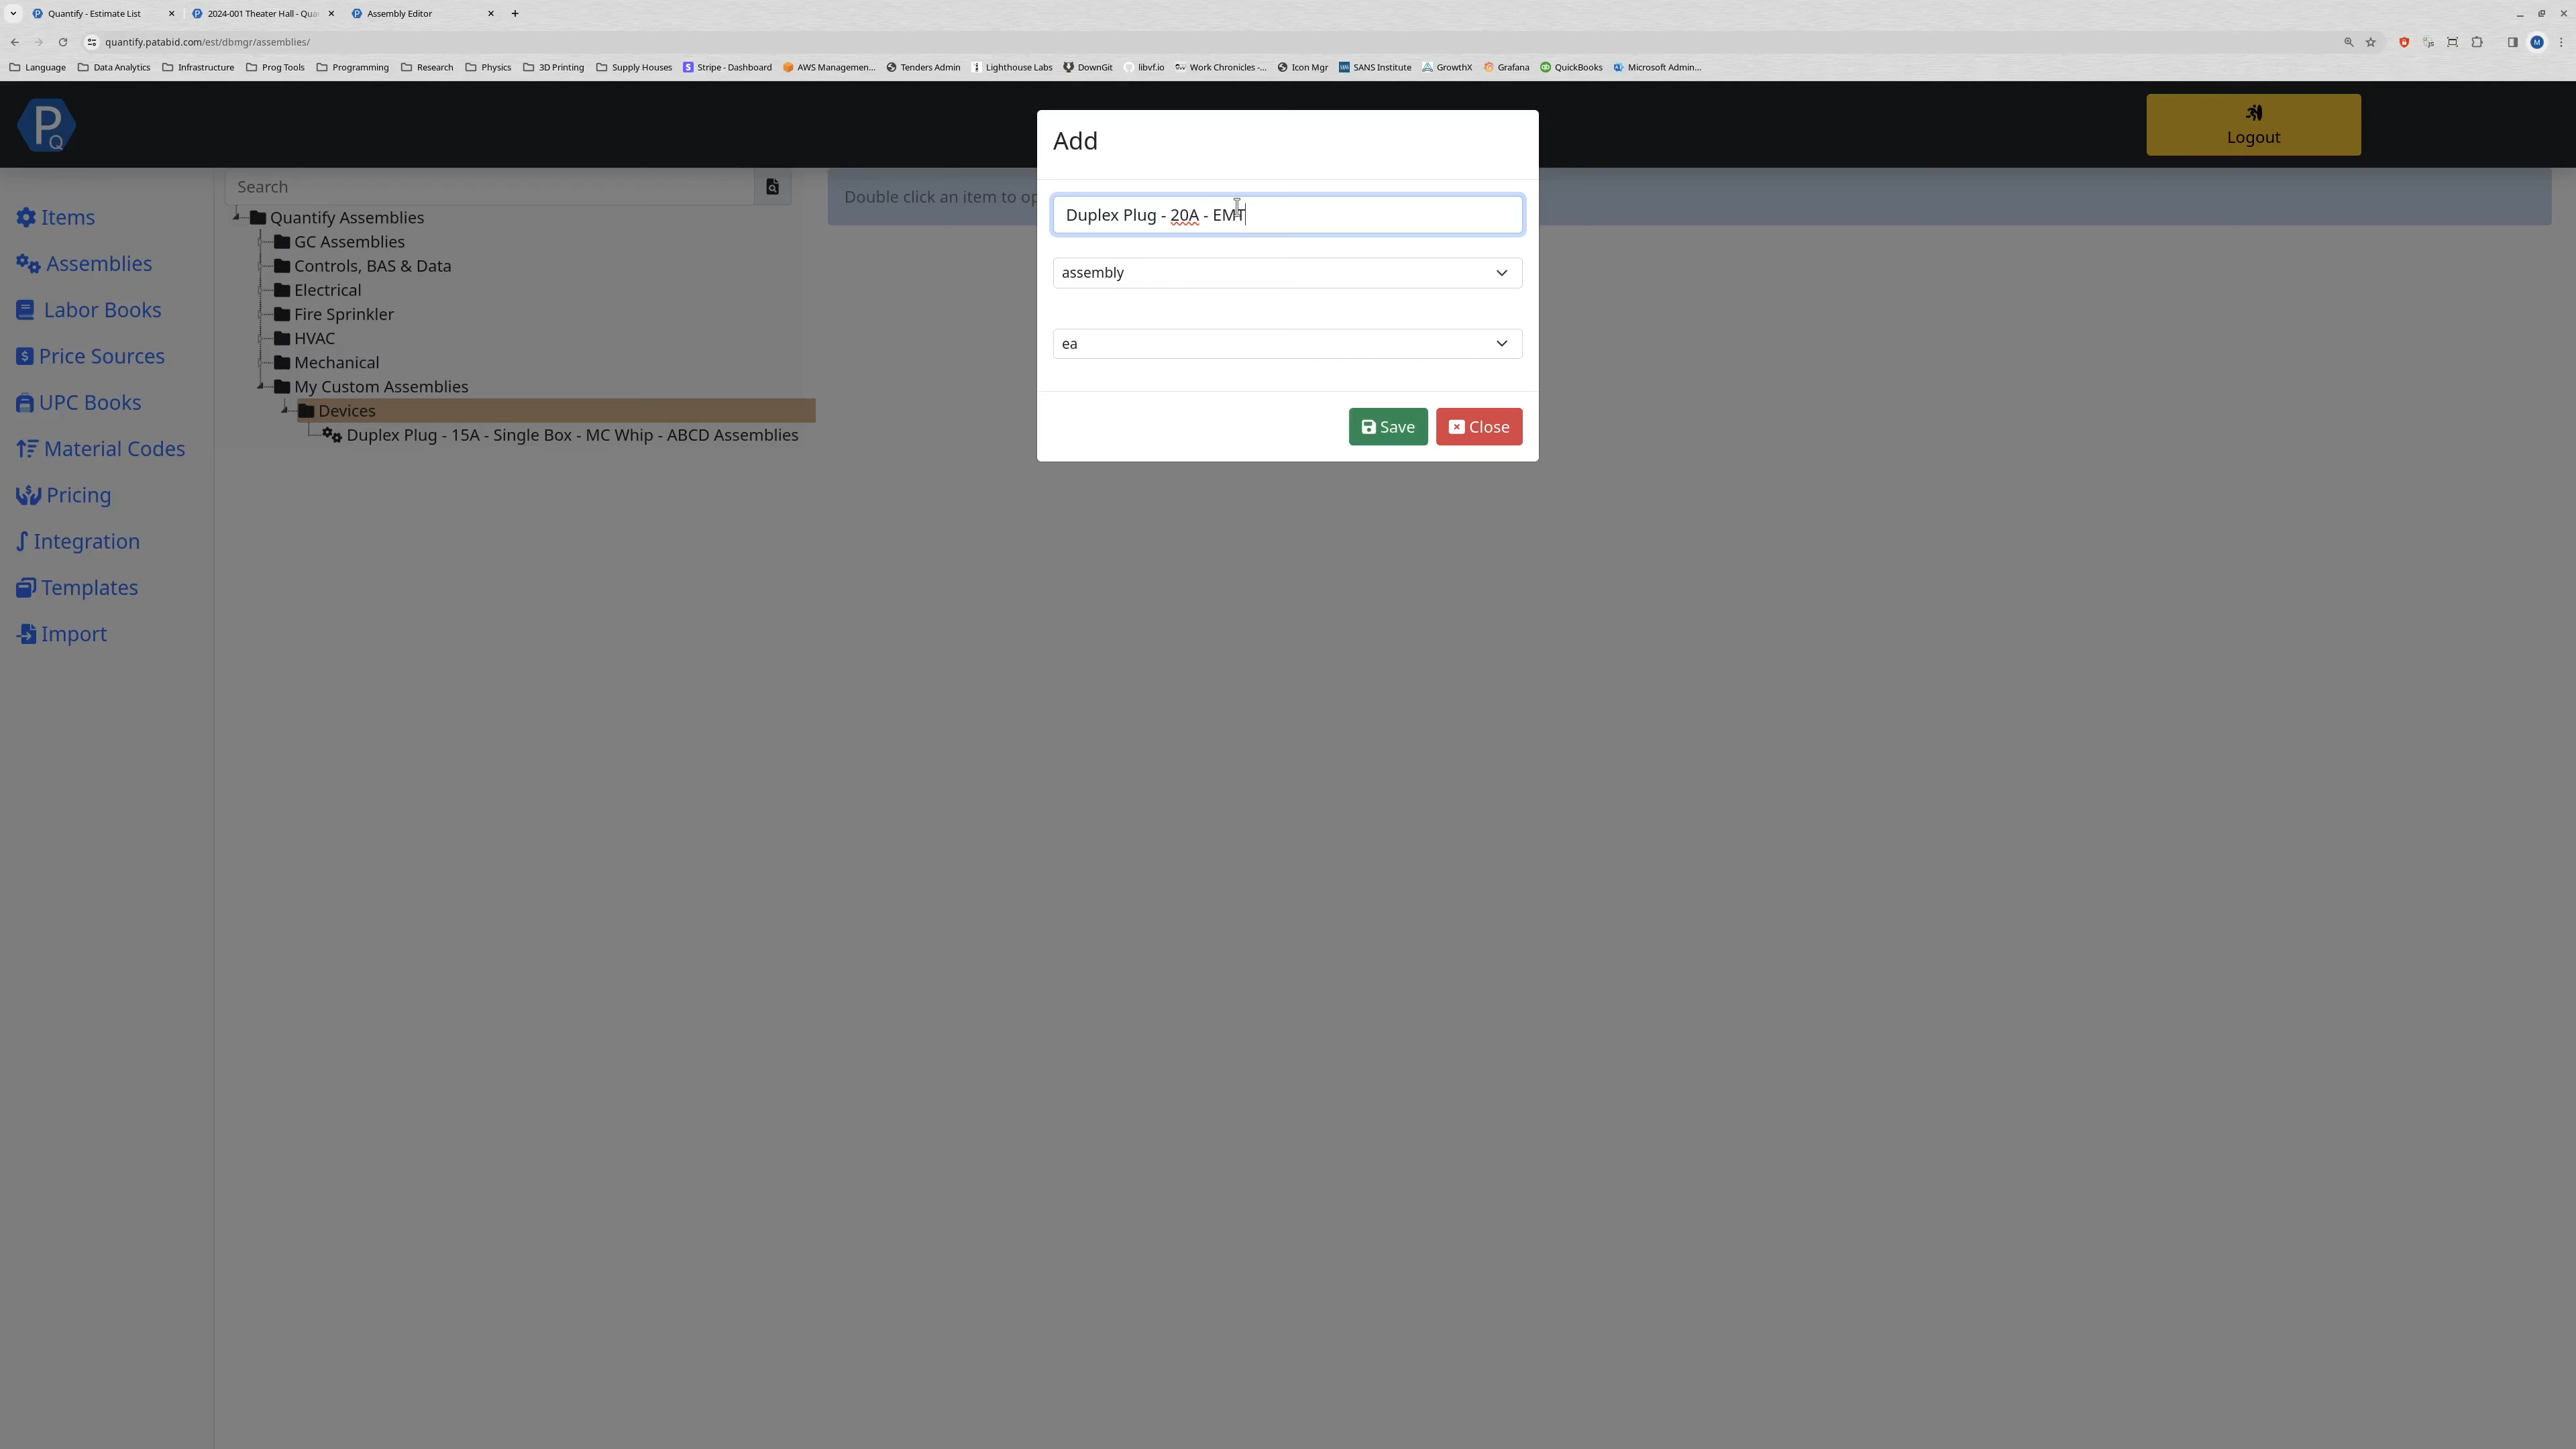 Quantify - Estimate List
2024-001 Theater Hall - Qua
Assembly Editor
quantify.patabid.com/est/dbmgr/assemblies/
M
Language
Data Analytics
Infrastructure
Prog Tools
Programming
Research
Physics
3D Printing
Supply Houses
Stripe - Dashboard
AWS Managemen...
Tenders Admin
Lighthouse Labs
DownGit
libvf.io
Work Chronicles -...
Icon Mgr
SANS Institute
GrowthX
Grafana
QuickBooks
Microsoft Admin...
PQ
Logout
Items
Assemblies
Labor Books
Price Sources
UPC Books
Material Codes
Pricing
Integration
Templates
Import
Search
Quantify Assemblies
GC Assemblies
Controls, BAS & Data
Electrical
Fire Sprinkler
HVAC
Mechanical
My Custom Assemblies
Devices
Duplex Plug - 15A - Single Box - MC Whip - ABCD Assemblies
Double click an item to op
Add
Duplex Plug - 20A - EMT
assembly
ea
Save
Close